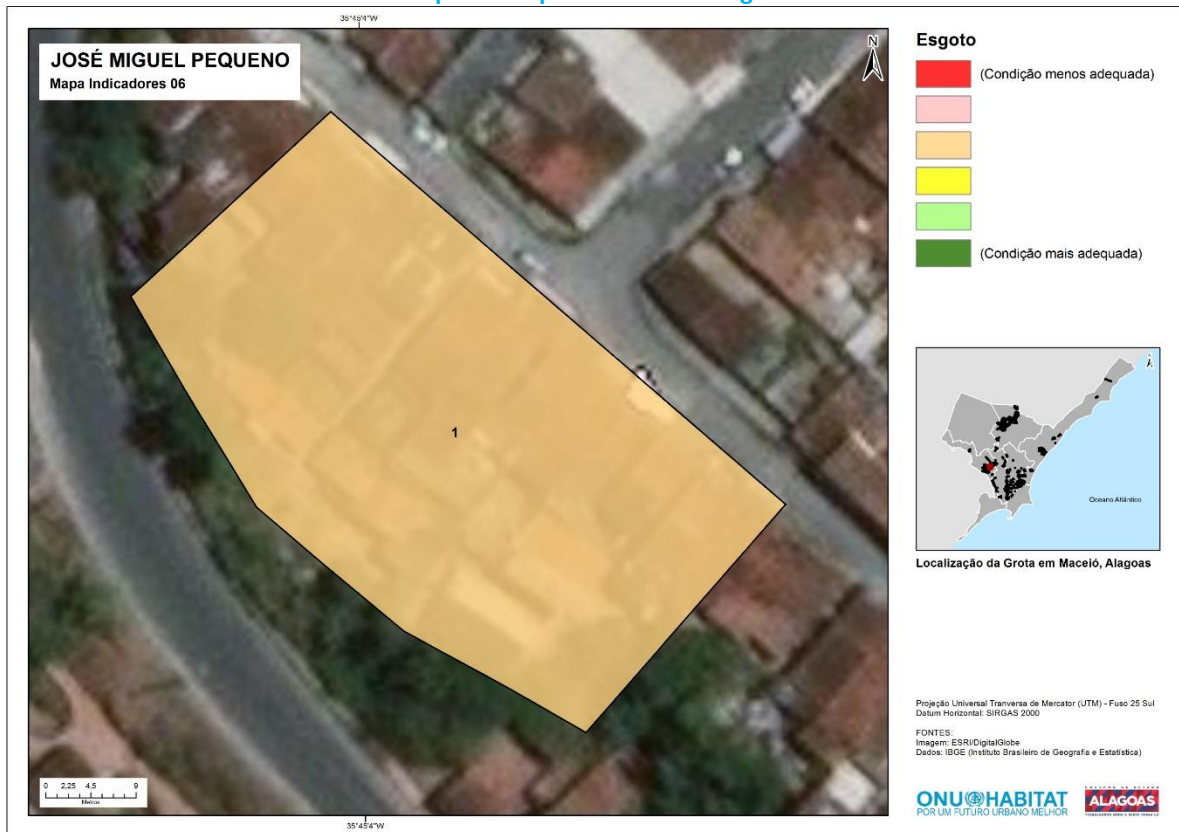 35°45'4"W
JOSÉ MIGUEL PEQUENO
Mapa Indicadores 06
N
1
0 2,25 4,5 9
Metros
35°45'4"W
Esgoto
(Condição menos adequada)
(Condição mais adequada)
N
Oceano Atlântico
Localização da Grota em Maceió, Alagoas
Projeção Universal Tranversa de Mercator (UTM) - Fuso 25 Sul
Datum Horizontal: SIRGAS 2000
FONTES:
Imagem: ESRI/DigitalGlobe
Dados: IBGE (Instituto Brasileiro de Geografia e Estatística)
ONU HABITAT
POR UM FUTURO URBANO MELHOR
ALAGOAS